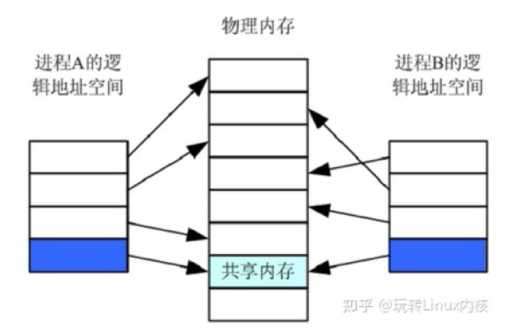 物理内存
进程A的逻
辑地址空间
进程B的逻
辑地址空间
共享内存
知乎 @玩转Linux内核